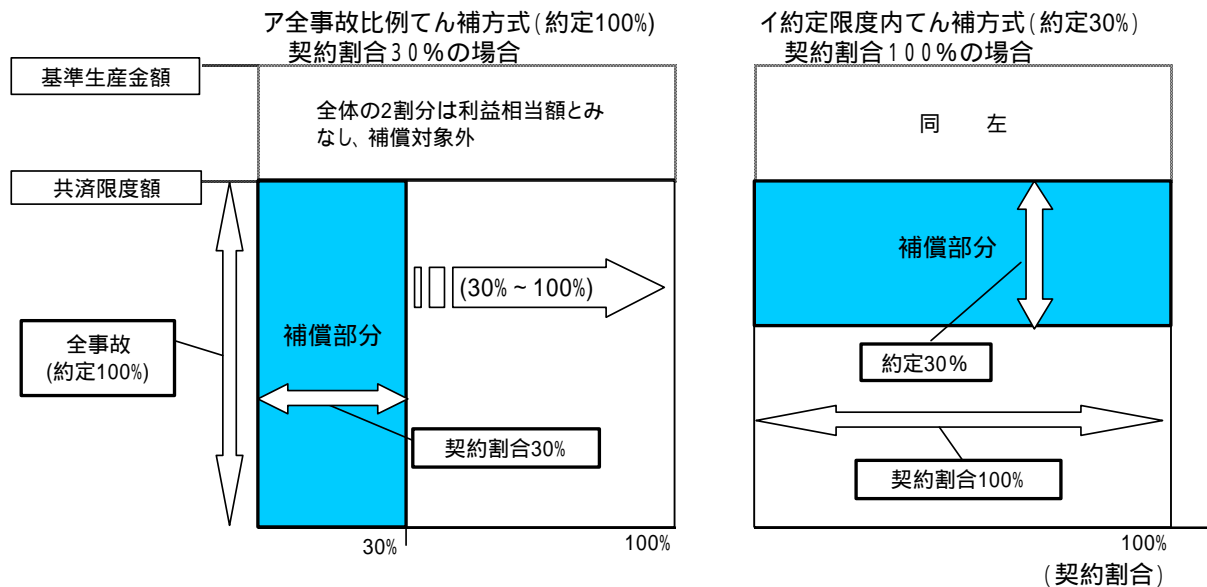 ア全事故比例てん補方式(約定100%)
契約割合30%の場合
イ約定限度内てん補方式(約定30%)
契約割合100%の場合
基準生産金額
全体の2割分は利益相当額とみ
なし、補償対象外
同 左
共済限度額
補償部分
(30%~100%)
全事故
(約定100%)
補償部分
約定30%
契約割合30%
契約割合100%
30%
100%
100%
(契約割合)